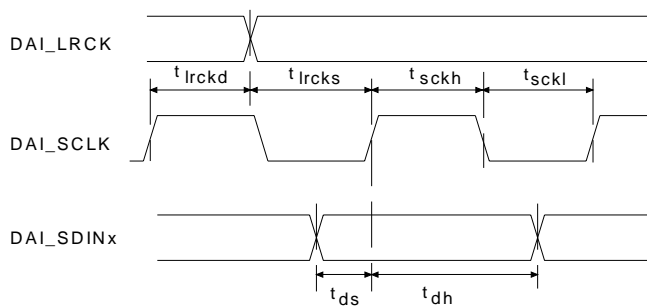 DAI_LRCK
t lrckd t lrcks t sckh t sckl
DAI_SCLK
DAI_SDINx
t ds t dh